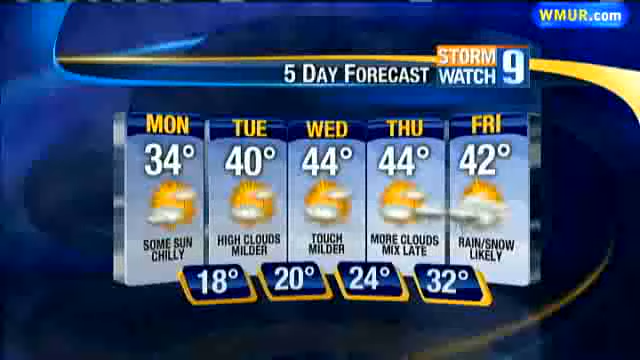 WMUR.com
5 DAY FORECAST
STORM
WATCH 9
MON TUE WED THU FRI
34° 40° 44° 44° 42°
SOME SUN CHILLY
HIGH CLOUDS MILDER
TOUCH MILDER
MORE CLOUDS MIX LATE
RAIN/SNOW LIKELY
18° 20° 24° 32°